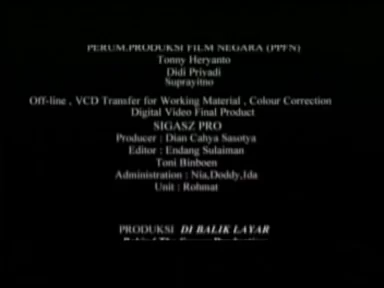 PERUM.PRODUKSI FILM NEGARA (PPFN)
Tonny Heryanto
Didi Priyadi
Suprayitno
Off-line , VCD Transfer for Working Material , Colour Correction
Digital Video Final Product
SIGASZ PRO
Producer : Dian Cahya Sasotya
Editor : Endang Sulaiman
Toni Binboen
Administration : Nia,Doddy,Ida
Unit : Rohmat
PRODUKSI DI BALIK LAYAR
Behind The